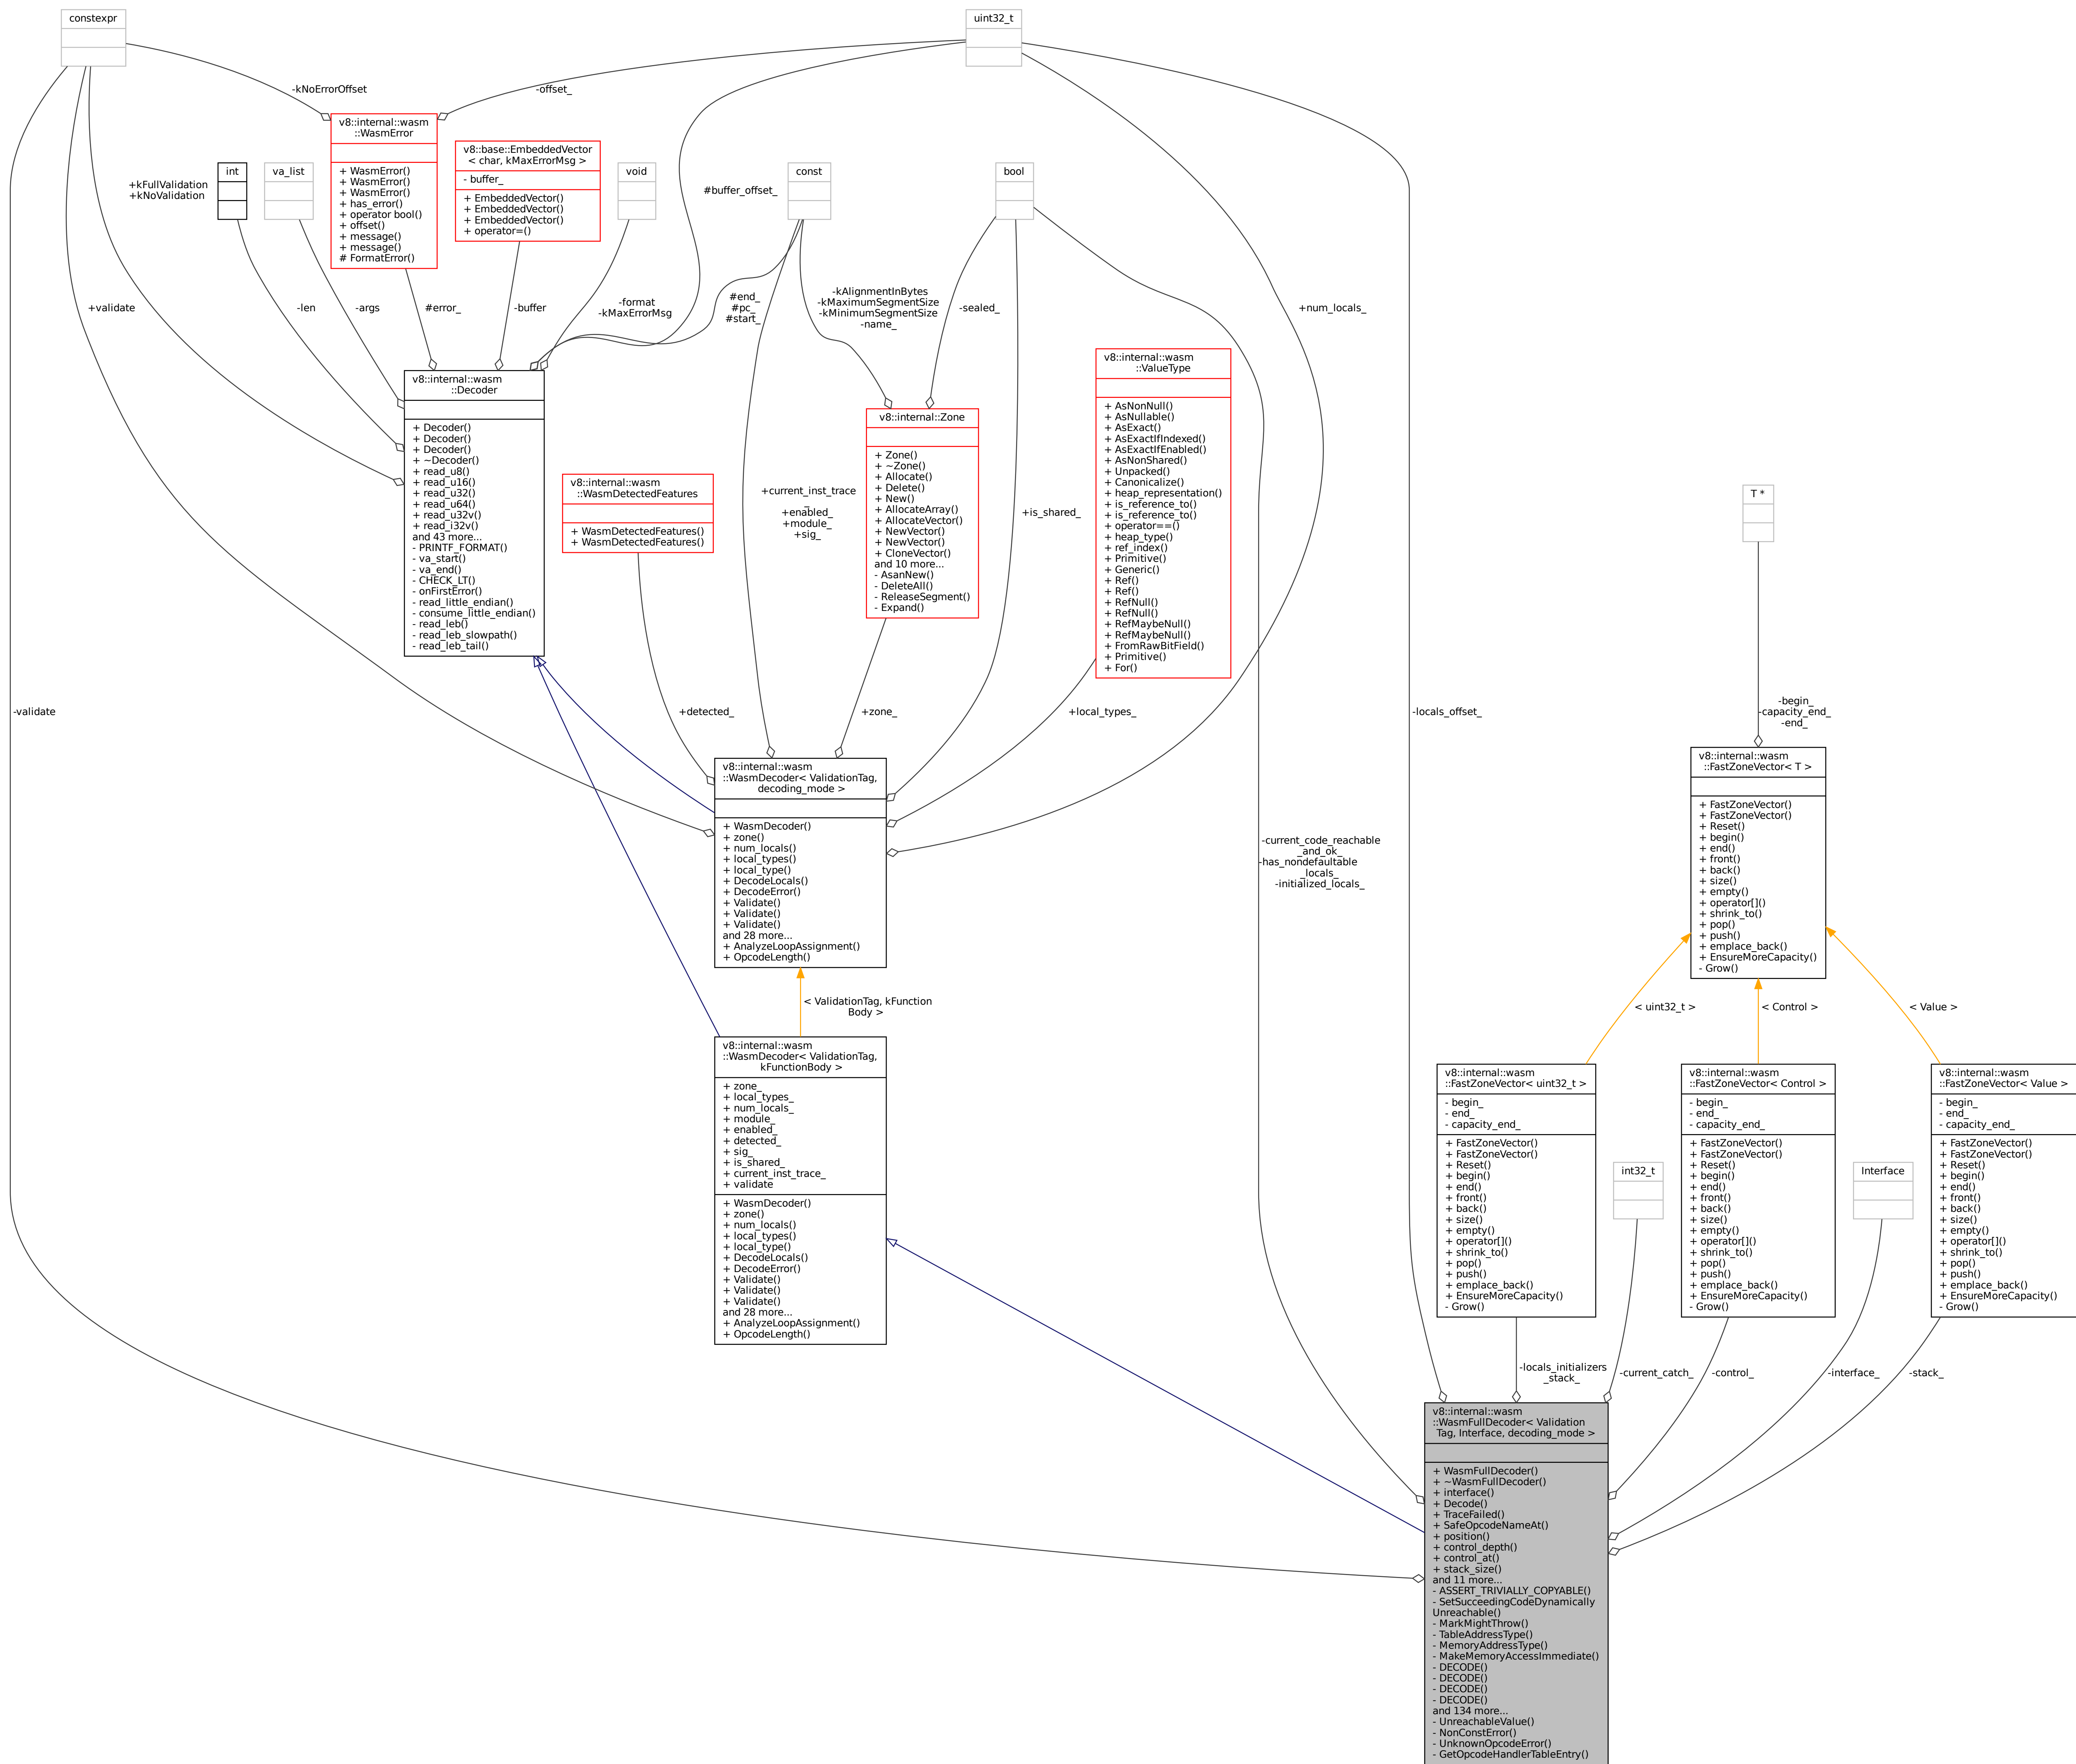 constexpr
uint32_t
-kNoErrorOffset
-offset_
v8::internal::wasm
::WasmError
+ WasmError()
+ WasmError()
+ WasmError()
+ has_error()
+ operator bool()
+ offset()
+ message()
+ message()
# FormatError()
v8::base::EmbeddedVector
< char, kMaxErrorMsg >
- buffer_
+ EmbeddedVector()
+ EmbeddedVector()
+ EmbeddedVector()
+ operator=()
int
va_list
void
const
bool
+kFullValidation
+kNoValidation
#buffer_offset_
+validate
-len
-args
#error_
-buffer
-format
-kMaxErrorMsg
#end_
#pc_
#start_
-kAlignmentInBytes
-kMaximumSegmentSize
-kMinimumSegmentSize
-name_
-sealed_
+num_locals_
v8::internal::wasm
::Decoder
+ Decoder()
+ Decoder()
+ Decoder()
+ ~Decoder()
+ read_u8()
+ read_u16()
+ read_u32()
+ read_u64()
+ read_u32v()
+ read_i32v()
and 43 more...
- PRINTF_FORMAT()
- va_start()
- va_end()
- CHECK_LT()
- onFirstError()
- read_little_endian()
- consume_little_endian()
- read_leb()
- read_leb_slowpath()
- read_leb_tail()
v8::internal::wasm
::WasmDetectedFeatures
+ WasmDetectedFeatures()
+ WasmDetectedFeatures()
v8::internal::Zone
+ Zone()
+ ~Zone()
+ Allocate()
+ Delete()
+ New()
+ AllocateArray()
+ AllocateVector()
+ NewVector()
+ NewVector()
+ CloneVector()
and 10 more...
- AsanNew()
- DeleteAll()
- ReleaseSegment()
- Expand()
v8::internal::wasm
::ValueType
+ AsNonNull()
+ AsNullable()
+ AsExact()
+ AsExactIfIndexed()
+ AsExactIfEnabled()
+ AsNonShared()
+ Unpacked()
+ Canonicalize()
+ heap_representation()
+ is_reference_to()
+ is_reference_to()
+ operator==()
+ heap_type()
+ ref_index()
+ Primitive()
+ Generic()
+ Ref()
+ Ref()
+ RefNull()
+ RefNull()
+ RefMaybeNull()
+ RefMaybeNull()
+ FromRawBitField()
+ Primitive()
+ For()
+current_inst_trace
_
+enabled_
+module_
+sig_
+is_shared_
T *
-validate
+detected_
+zone_
+local_types_
-locals_offset_
-begin_
-capacity_end_
-end_
v8::internal::wasm
::WasmDecoder< ValidationTag,
decoding_mode >
+ WasmDecoder()
+ zone()
+ num_locals()
+ local_types()
+ local_type()
+ DecodeLocals()
+ DecodeError()
+ Validate()
+ Validate()
+ Validate()
and 28 more...
+ AnalyzeLoopAssignment()
+ OpcodeLength()
-current_code_reachable
_and_ok_
-has_nondefaultable
_locals_
-initialized_locals_
v8::internal::wasm
::FastZoneVector< T >
+ FastZoneVector()
+ FastZoneVector()
+ Reset()
+ begin()
+ end()
+ front()
+ back()
+ size()
+ empty()
+ operator[]()
+ shrink_to()
+ pop()
+ push()
+ emplace_back()
+ EnsureMoreCapacity()
- Grow()
< ValidationTag, kFunction
Body >
< uint32_t >
< Control >
< Value >
v8::internal::wasm
::WasmDecoder< ValidationTag,
kFunctionBody >
+ zone_
+ local_types_
+ num_locals_
+ module_
+ enabled_
+ detected_
+ sig_
+ is_shared_
+ current_inst_trace_
+ validate
+ WasmDecoder()
+ zone()
+ num_locals()
+ local_types()
+ local_type()
+ DecodeLocals()
+ DecodeError()
+ Validate()
+ Validate()
+ Validate()
and 28 more...
+ AnalyzeLoopAssignment()
+ OpcodeLength()
v8::internal::wasm
::FastZoneVector< uint32_t >
- begin_
- end_
- capacity_end_
+ FastZoneVector()
+ FastZoneVector()
+ Reset()
+ begin()
+ end()
+ front()
+ back()
+ size()
+ empty()
+ operator[]()
+ shrink_to()
+ pop()
+ push()
+ emplace_back()
+ EnsureMoreCapacity()
- Grow()
int32_t
v8::internal::wasm
::FastZoneVector< Control >
- begin_
- end_
- capacity_end_
+ FastZoneVector()
+ FastZoneVector()
+ Reset()
+ begin()
+ end()
+ front()
+ back()
+ size()
+ empty()
+ operator[]()
+ shrink_to()
+ pop()
+ push()
+ emplace_back()
+ EnsureMoreCapacity()
- Grow()
Interface
v8::internal::wasm
::FastZoneVector< Value >
- begin_
- end_
- capacity_end_
+ FastZoneVector()
+ FastZoneVector()
+ Reset()
+ begin()
+ end()
+ front()
+ back()
+ size()
+ empty()
+ operator[]()
+ shrink_to()
+ pop()
+ push()
+ emplace_back()
+ EnsureMoreCapacity()
- Grow()
-locals_initializers
_stack_
-current_catch_
-control_
-interface_
-stack_
v8::internal::wasm
::WasmFullDecoder< Validation
Tag, Interface, decoding_mode >
+ WasmFullDecoder()
+ ~WasmFullDecoder()
+ interface()
+ Decode()
+ TraceFailed()
+ SafeOpcodeNameAt()
+ position()
+ control_depth()
+ control_at()
+ stack_size()
and 11 more...
- ASSERT_TRIVIALLY_COPYABLE()
- SetSucceedingCodeDynamically
Unreachable()
- MarkMightThrow()
- TableAddressType()
- MemoryAddressType()
- MakeMemoryAccessImmediate()
- DECODE()
- DECODE()
- DECODE()
- DECODE()
and 134 more...
- UnreachableValue()
- NonConstError()
- UnknownOpcodeError()
- GetOpcodeHandlerTableEntry()